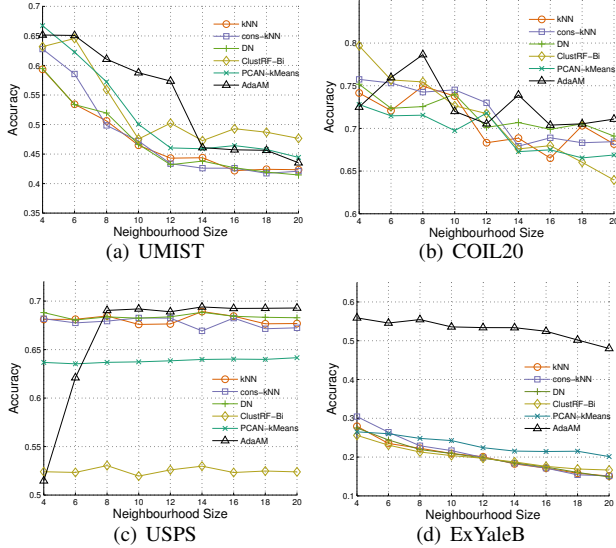 0.65
0.6
0.55
0.5
0.45
0.4
0.35
4 6 8 10 12 14 16 18 20
Accuracy
Neighbourhood Size
kNN
cons−kNN
DN
ClustRF−Bi
PCAN−kMeans
AdaAM
(a) UMIST
0.8
0.75
0.7
0.65
0.6
4 6 8 10 12 14 16 18 20
Accuracy
Neighbourhood Size
kNN
cons−kNN
DN
ClustRF−Bi
PCAN−kMeans
AdaAM
(b) COIL20
0.7
0.65
0.6
0.55
0.5
4 6 8 10 12 14 16 18 20
Accuracy
Neighbourhood Size
kNN
cons−kNN
DN
ClustRF−Bi
PCAN−kMeans
AdaAM
(c) USPS
0.6
0.5
0.4
0.3
0.2
0.1
4 6 8 10 12 14 16 18 20
Accuracy
Neighbourhood Size
kNN
cons−kNN
DN
ClustRF−Bi
PCAN−kMeans
AdaAM
(d) ExYaleB